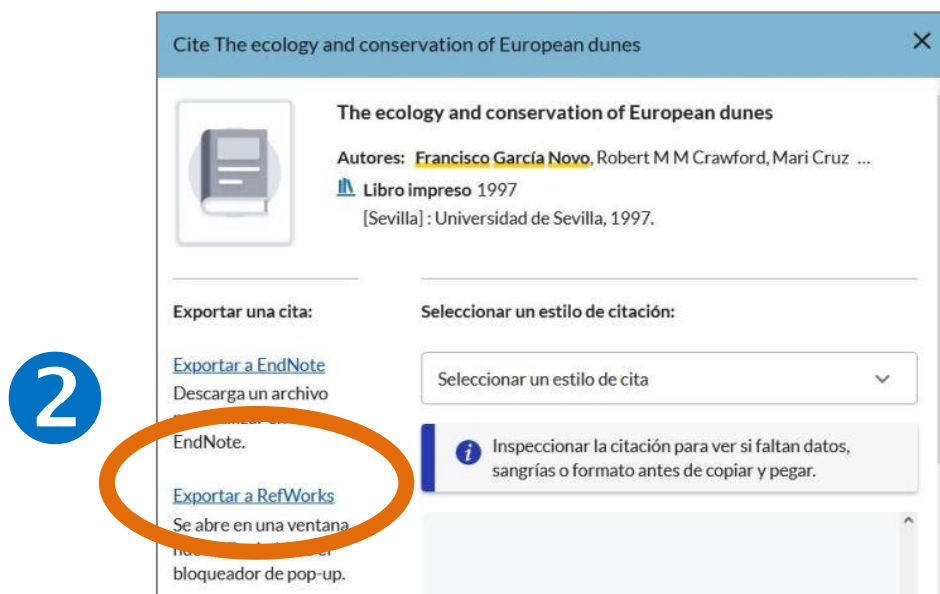 Cite The ecology and conservation of European dunes
The ecology and conservation of European dunes
Autores: Francisco García Novo, Robert M M Crawford, Mari Cruz ...
Libro impreso 1997
[Sevilla] : Universidad de Sevilla, 1997.
Exportar una cita:
Exportar a EndNote
Descarga un archivo
EndNote.
Exportar a RefWorks
Se abre en una ventana
bloqueador de pop-up.
Seleccionar un estilo de citación:
Seleccionar un estilo de cita
Inspeccionar la citación para ver si faltan datos,
sangrías o formato antes de copiar y pegar.
2